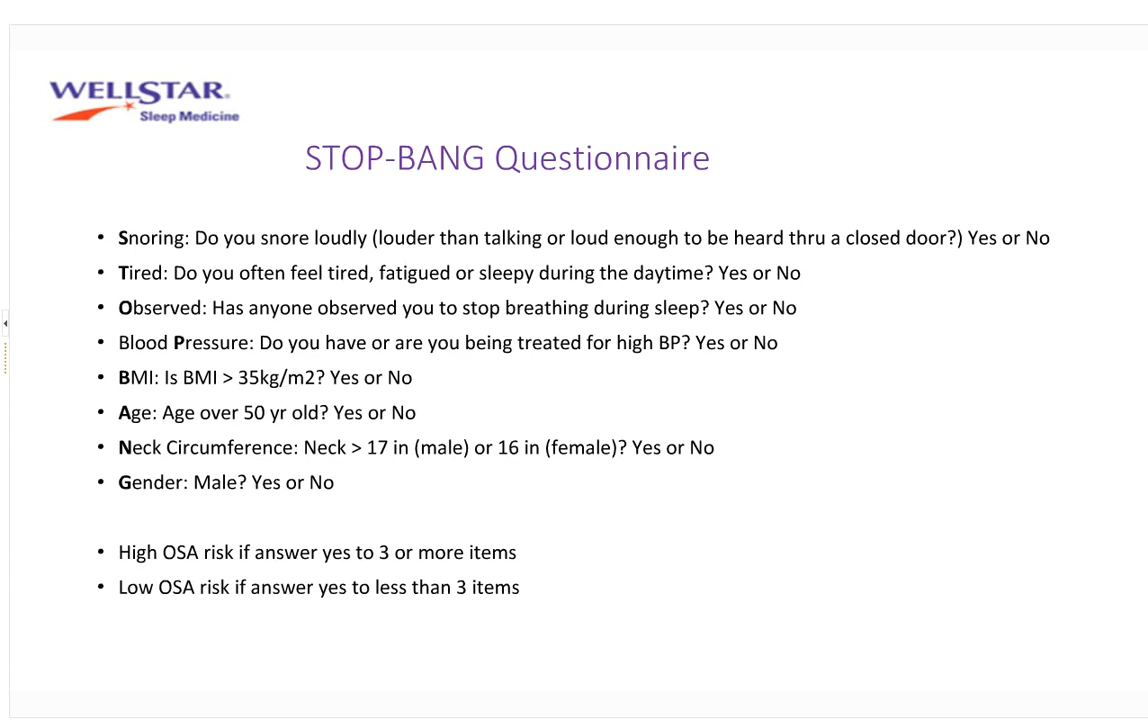 WELLSTAR®
Sleep Medicine
STOP-BANG Questionnaire
• Snoring: Do you snore loudly (louder than talking or loud enough to be heard thru a closed door?) Yes or No
• Tired: Do you often feel tired, fatigued or sleepy during the daytime? Yes or No
• Observed: Has anyone observed you to stop breathing during sleep? Yes or No
• Blood Pressure: Do you have or are you being treated for high BP? Yes or No
• BMI: Is BMI > 35kg/m2? Yes or No
• Age: Age over 50 yr old? Yes or No
• Neck Circumference: Neck > 17 in (male) or 16 in (female)? Yes or No
• Gender: Male? Yes or No
• High OSA risk if answer yes to 3 or more items
• Low OSA risk if answer yes to less than 3 items